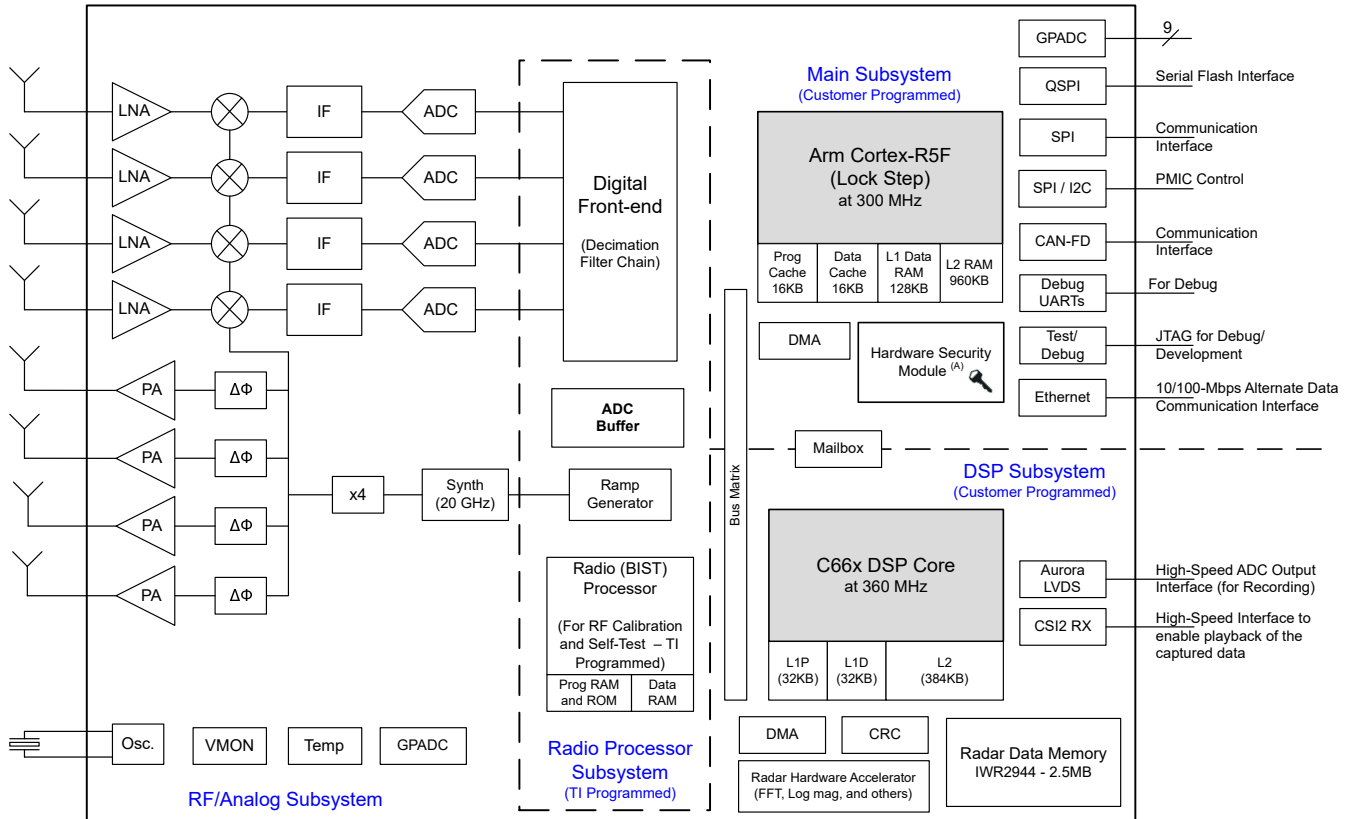 GPADC
9
QSPI
Serial Flash Interface
SPI
Communication
Interface
SPI / I2C
PMIC Control
CAN-FD
Communication
Interface
Debug
UARTs
For Debug
Test/
Debug
JTAG for Debug/
Development
Ethernet
10/100-Mbps Alternate Data
Communication Interface
LNA
IF
ADC
LNA
IF
ADC
LNA
IF
ADC
LNA
IF
ADC
Digital
Front-end
(Decimation
Filter Chain)
Main Subsystem
(Customer Programmed)
Arm Cortex-R5F
(Lock Step)
at 300 MHz
Prog
Cache
16KB
Data
Cache
16KB
L1 Data
RAM
128KB
L2 RAM
960KB
DMA
Hardware Security
Module (A)
PA
ΔΦ
PA
ΔΦ
PA
ΔΦ
PA
ΔΦ
x4
Synth
(20 GHz)
ADC
Buffer
Ramp
Generator
Radio (BIST)
Processor
(For RF Calibration
and Self-Test – TI
Programmed)
Prog RAM
and ROM
Data
RAM
Radio Processor
Subsystem
(TI Programmed)
Bus Matrix
Mailbox
DSP Subsystem
(Customer Programmed)
C66x DSP Core
at 360 MHz
L1P
(32KB)
L1D
(32KB)
L2
(384KB)
Aurora
LVDS
High-Speed ADC Output
Interface (for Recording)
CSI2 RX
High-Speed Interface to
enable playback of the
captured data
DMA
CRC
Radar Hardware Accelerator
(FFT, Log mag, and others)
Radar Data Memory
IWR2944 - 2.5MB
Osc.
VMON
Temp
GPADC
RF/Analog Subsystem